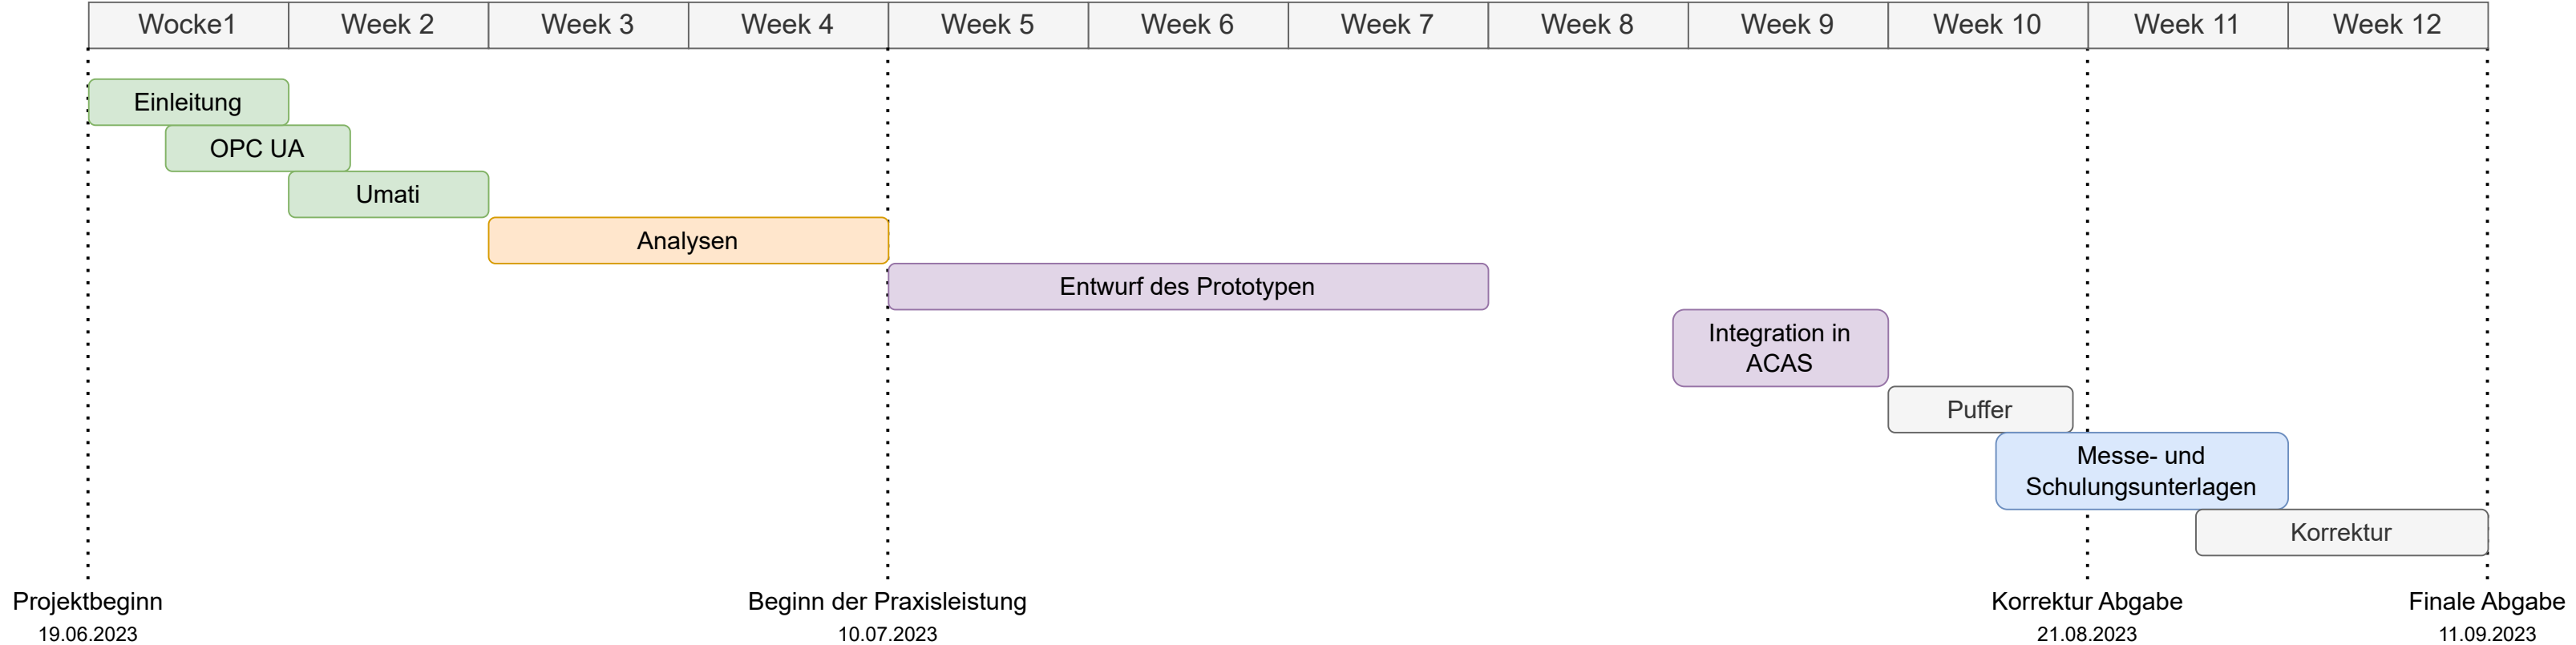 Wocke1 Week 2 Week 3 Week 4 Week 5 Week 6 Week 7 Week 8 Week 9 Week 10 Week 11 Week 12
Einleitung
OPC UA
Umati
Analysen
Entwurf des Prototypen
Integration in
ACAS
Puffer
Messe- und
Schulungsunterlagen
Korrektur
Projektbeginn Beginn der Praxisleistung Korrektur Abgabe Finale Abgabe
19.06.2023 10.07.2023 21.08.2023 11.09.2023